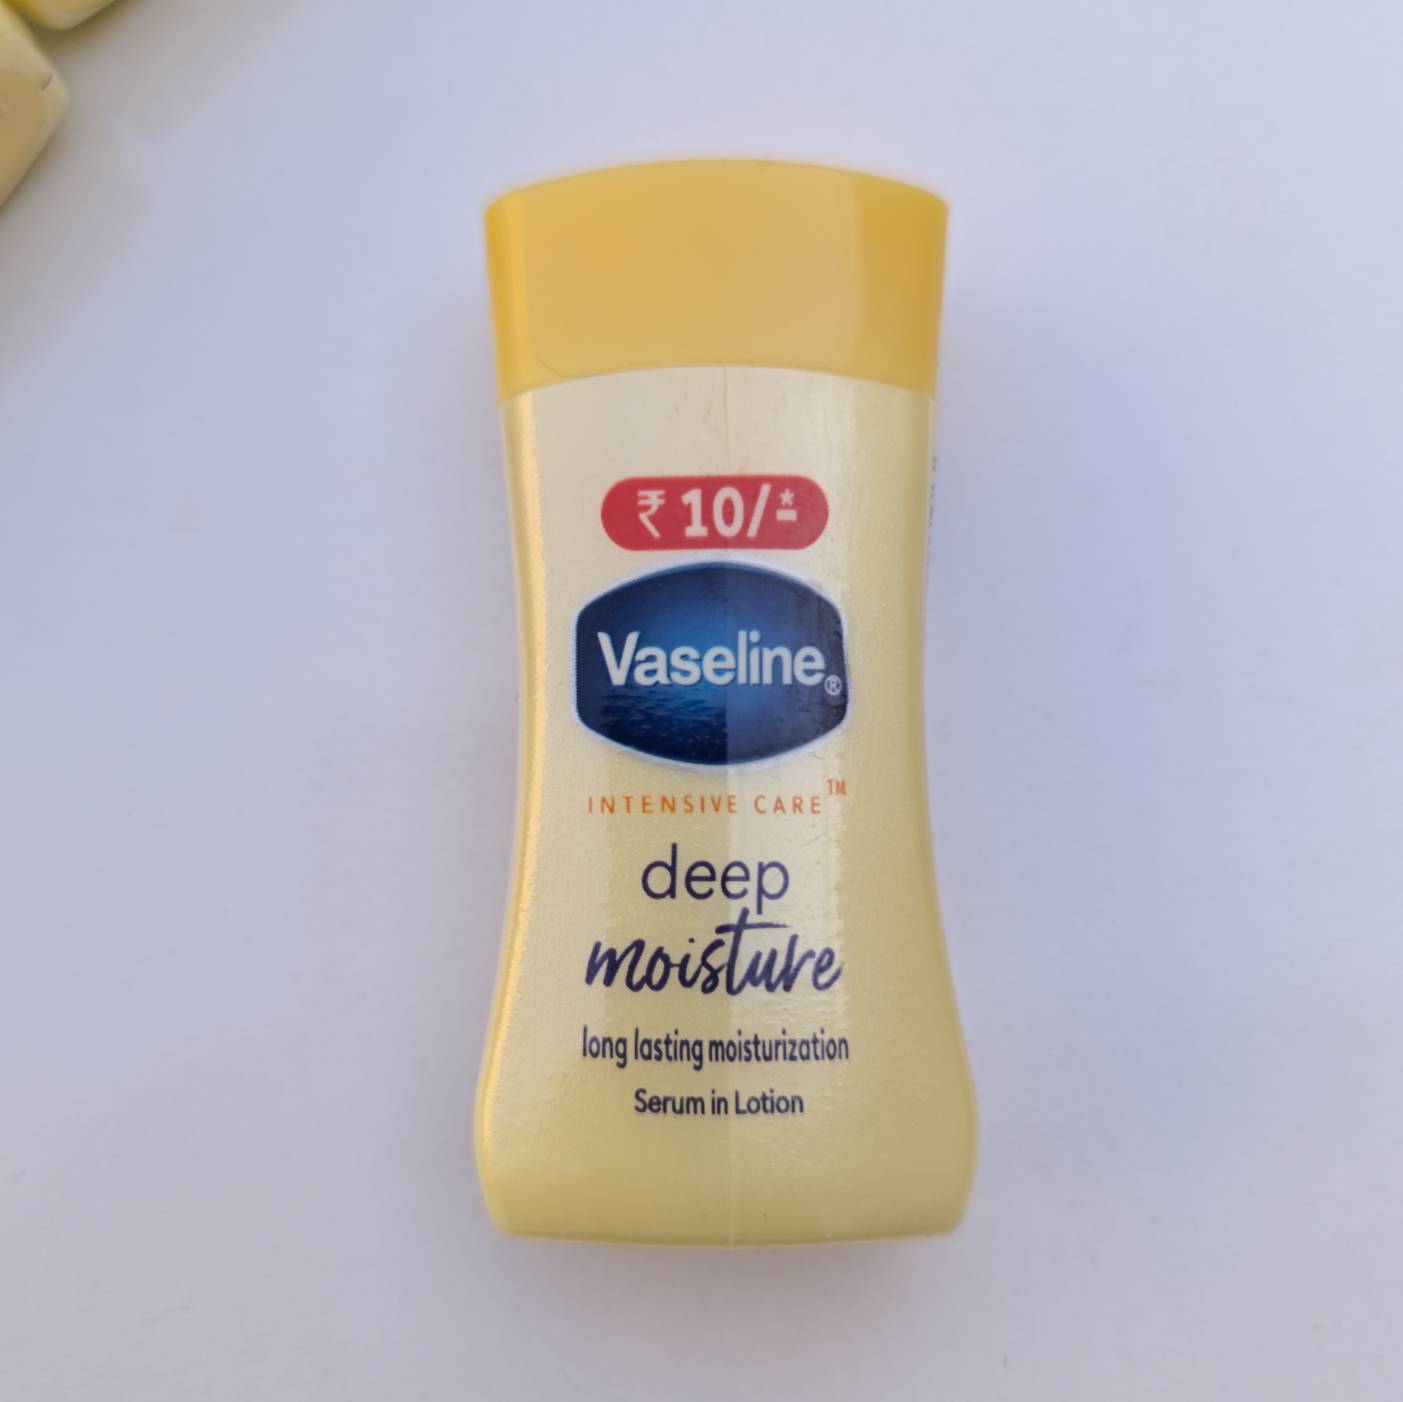 ₹ 10/-*
Vaseline®
INTENSIVE CARE™
deep
moisture
long lasting moisturization
Serum in Lotion